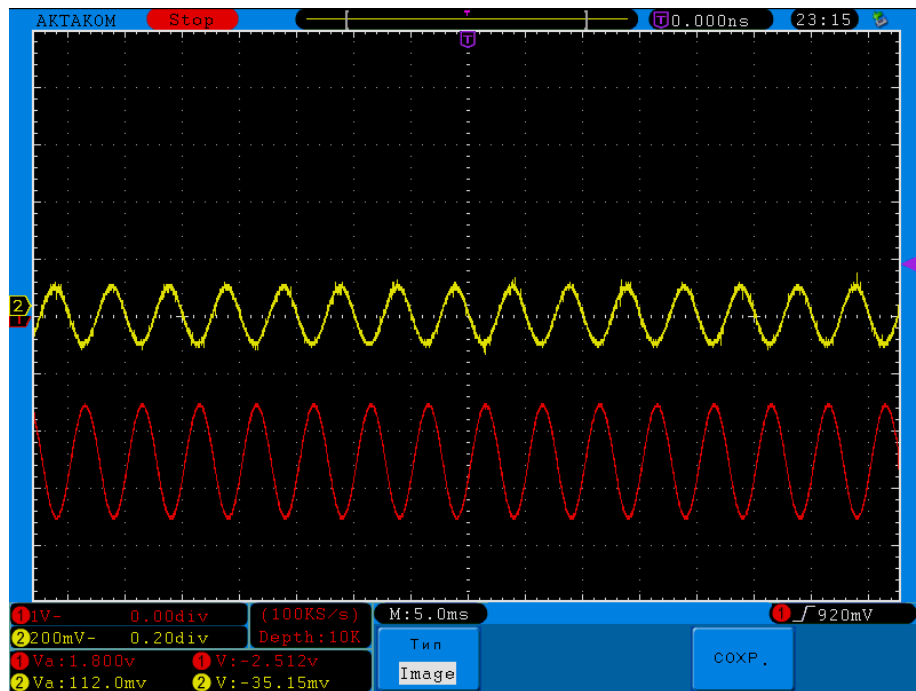 AKTAKOM Stop T 0.000ns 23:15
T
2
1
1 1V- 0.00div (100KS/s) M:5.0ms 1 920mV
2 200mV- 0.20div Depth:10K
1 Va:1.800v 1 V:-2.512v
2 Va:112.0mv 2 V:-35.15mv
Тип
Image
СОХР.